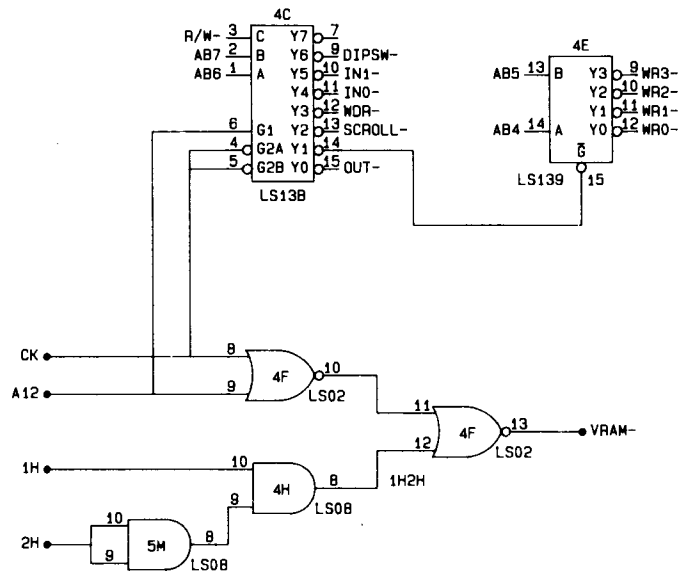 4C
R/W- 3 C Y7 7
AB7 2 B Y6 9 DIPSW-
AB6 1 A Y5 10 IN1-
Y4 11 IN0-
Y3 12 WDR-
6 G1 Y2 13 SCROLL-
4 G2A Y1 14
5 G2B Y0 15 OUT-
LS138
4E
AB5 13 B Y3 9 WR3-
Y2 10 WR2-
Y1 11 WR1-
AB4 14 A Y0 12 WR0-
G
LS139 15
CK 8 4F 10
A12 9 LS02
11 4F 13 VRAM-
12 LS02
1H 10 4H 8 1H2H
9 LS08
2H 10 5M 8
9 LS08